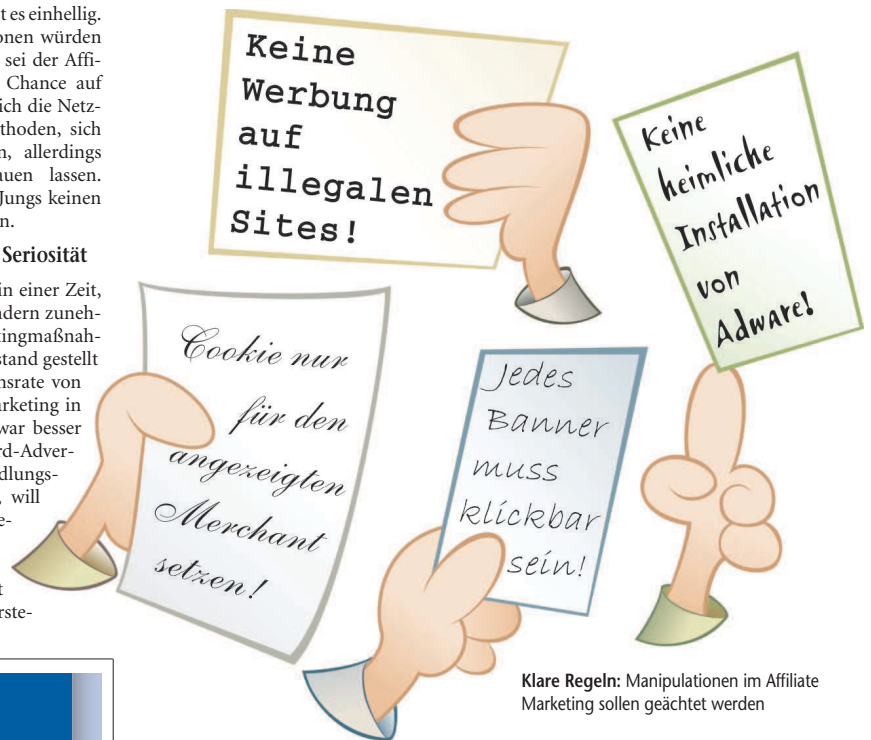 t es einhellig.
onen würden
sei der Affi-
Chance auf
ich die Netz-
thoden, sich
n, allerdings
auen lassen.
Jungs keinen
n.
Seriosität
in einer Zeit,
ndern zuneh-
tingmaßnah-
stand gestellt
nsrate von
arketing in
war besser
rd-Adver-
dlungs-
, will
e-
t
rste-
Keine
Werbung
auf
illegalen
Sites!
Keine
heimliche
Installation
von
Adware!
Cookie nur
für den
angezeigten
Merchant
setzen!
Jedes
Banner
muss
klickbar
sein!
Klare Regeln: Manipulationen im Affiliate
Marketing sollen geächtet werden